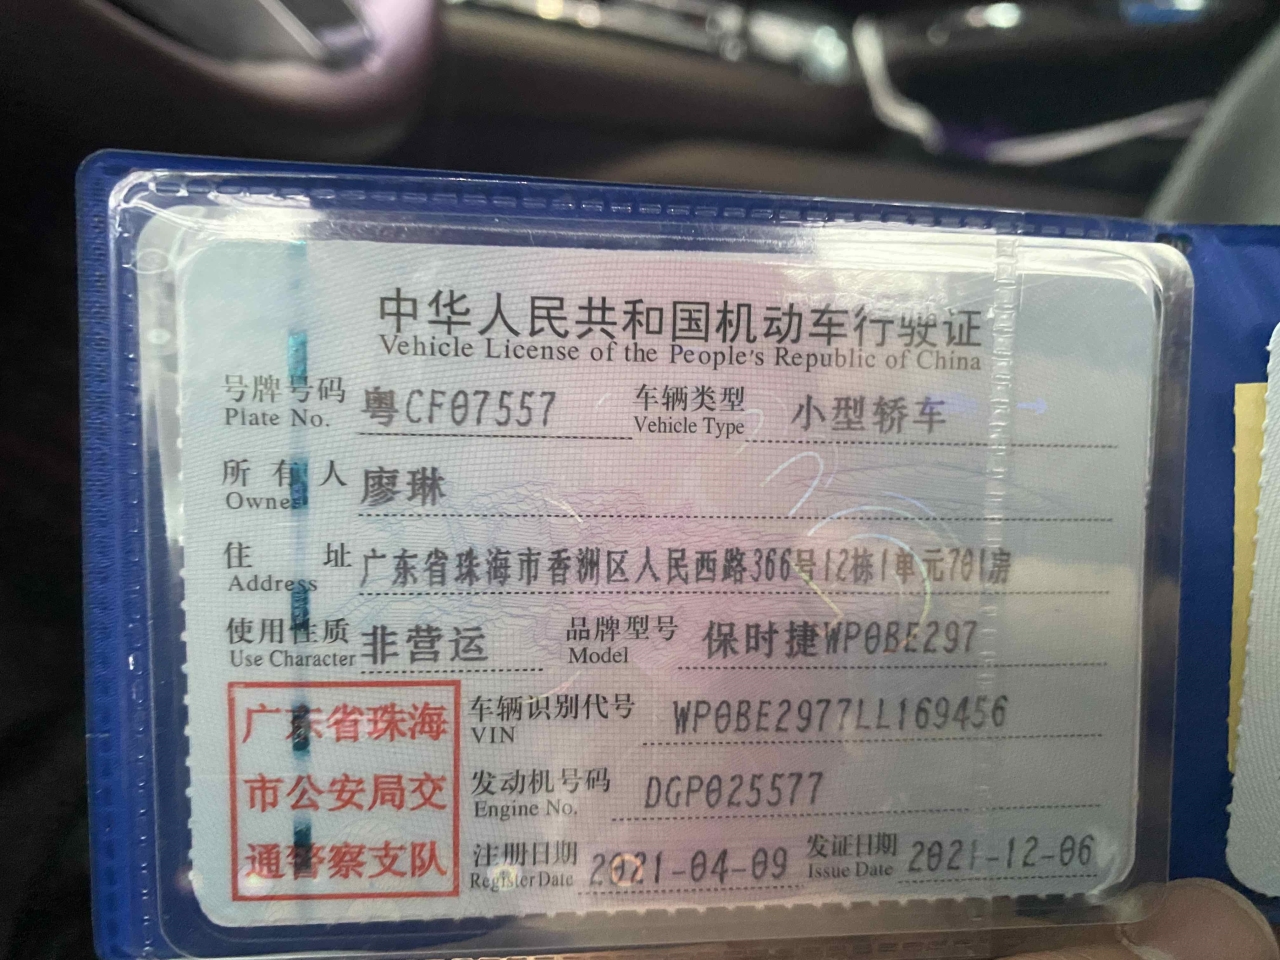 中华人民共和国机动车行驶证
Vehicle License of the People's Republic of China
号牌号码 粤CF07557 车辆类型 小型轿车
Plate No. Vehicle Type
所有人 廖琳
Owner
住址 广东省珠海市香洲区人民西路366号12栋1单元701房
Address
使用性质 非营运 品牌型号 保时捷WP0BE297
Use Character Model
广东省珠海
市公安局交
通警察支队
车辆识别代号 WP0BE2977LL169456
VIN
发动机号码 DGP025577
Engine No.
注册日期 2021-04-09 发证日期 2021-12-06
Register Date Issue Date